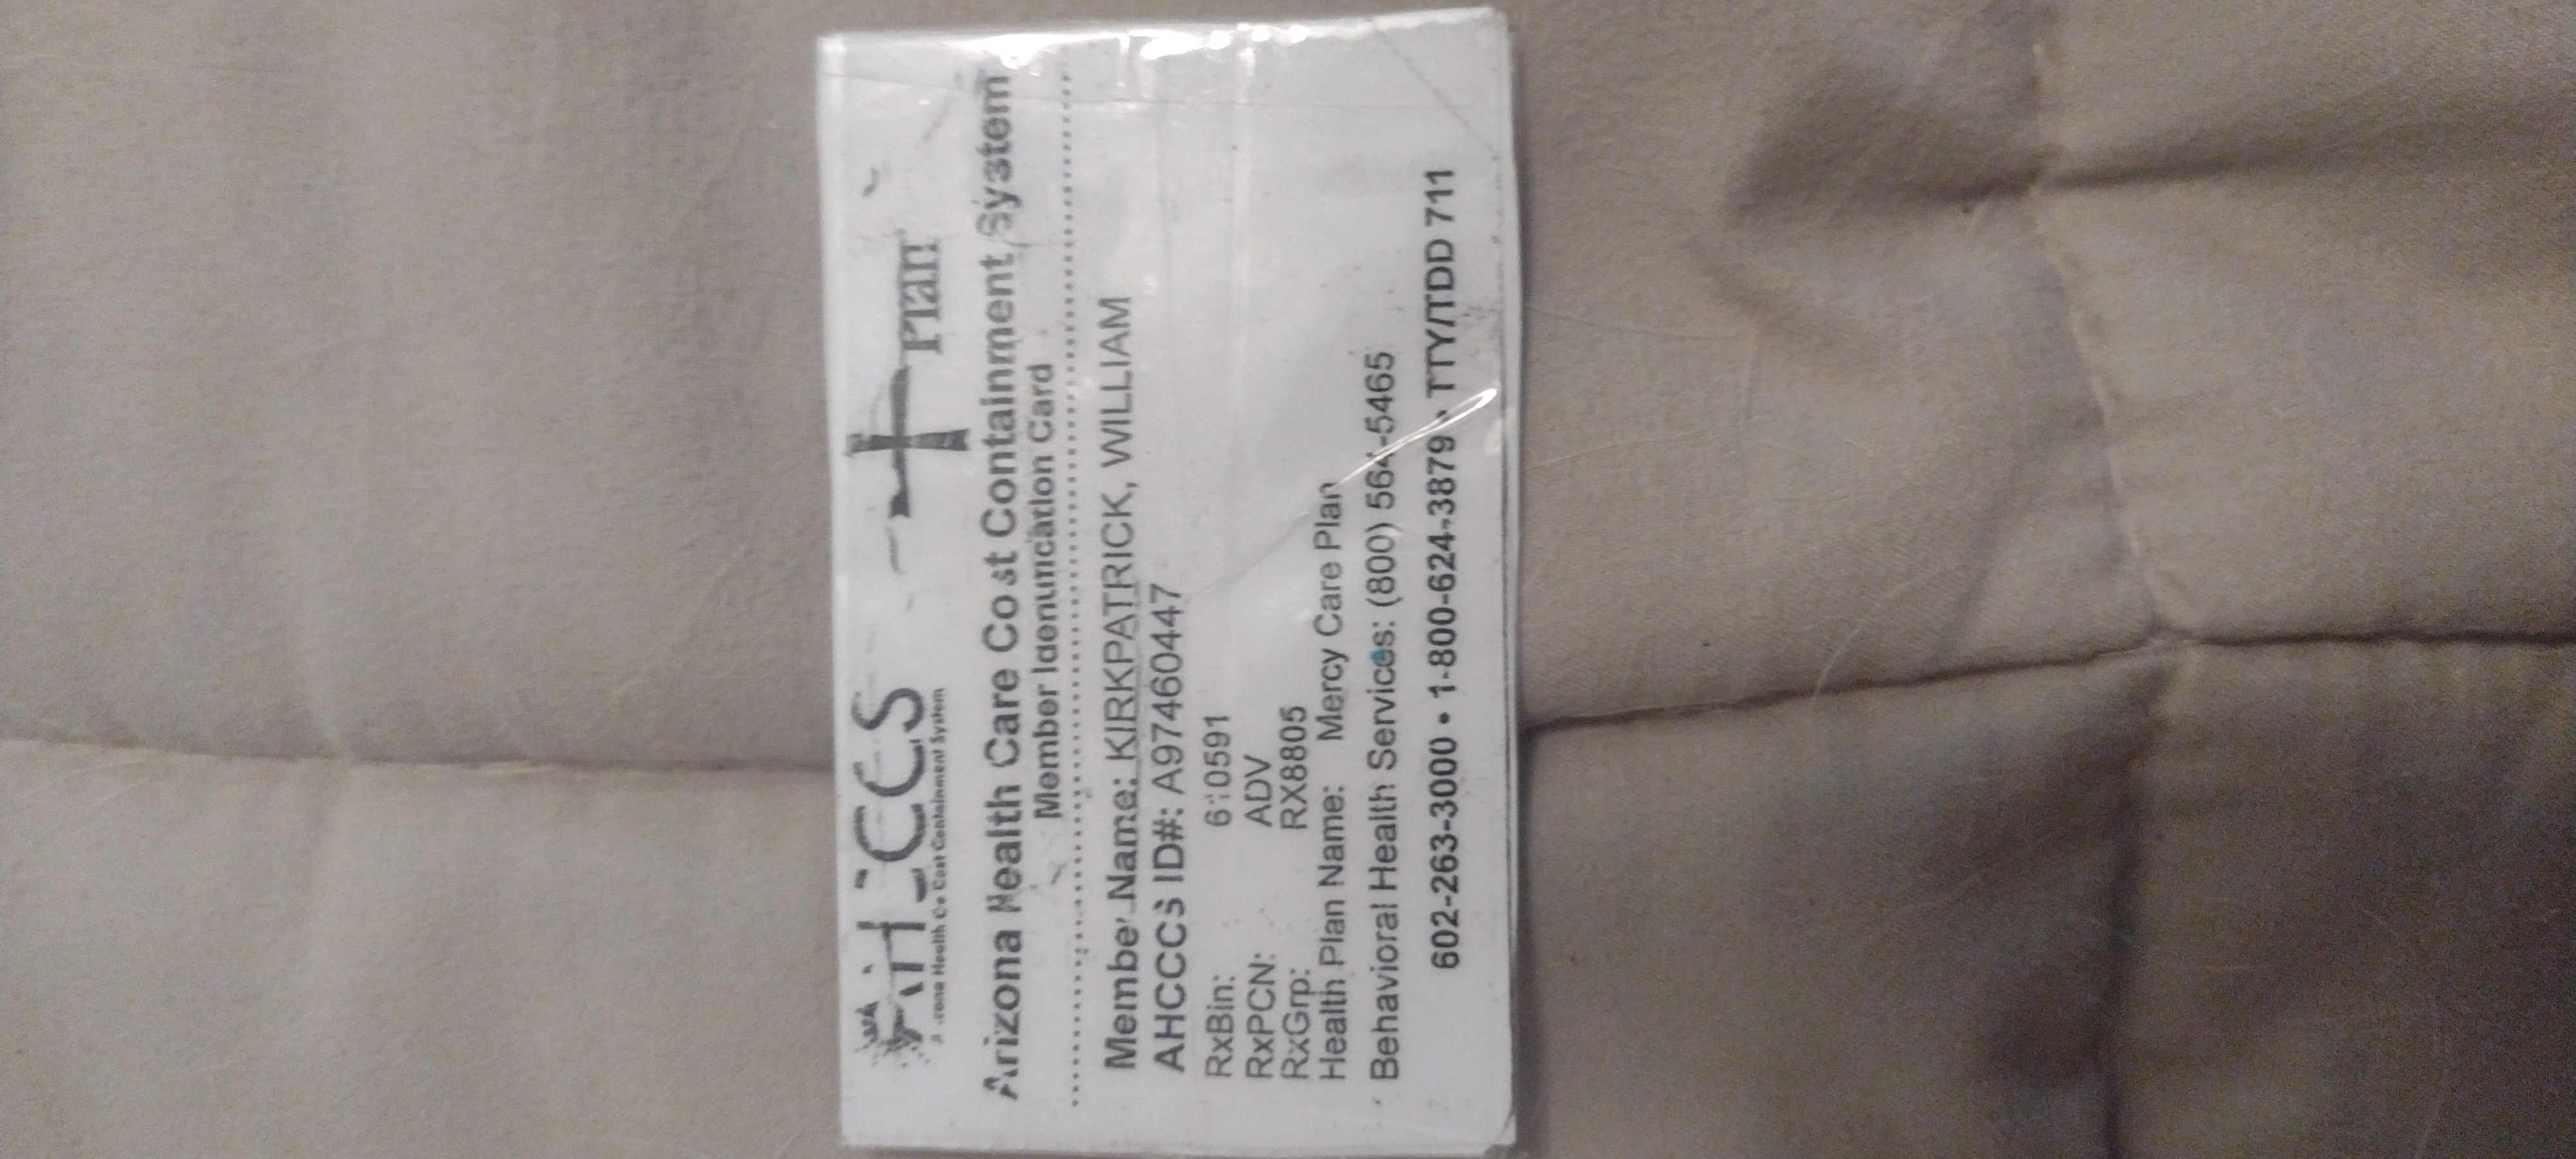 AHCCCS
Arizona Health Care Cost Containment System
Plan
Arizona Health Care Cost Containment System
Member Identification Card
Member Name: KIRKPATRICK, WILLIAM
AHCCCS ID#: A97460447
RxBin: 610591
RxPCN: ADV
RxGrp: RX8805
Health Plan Name: Mercy Care Plan
Behavioral Health Services: (800) 564-5465
602-263-3000 • 1-800-624-3879 • TTY/TDD 711